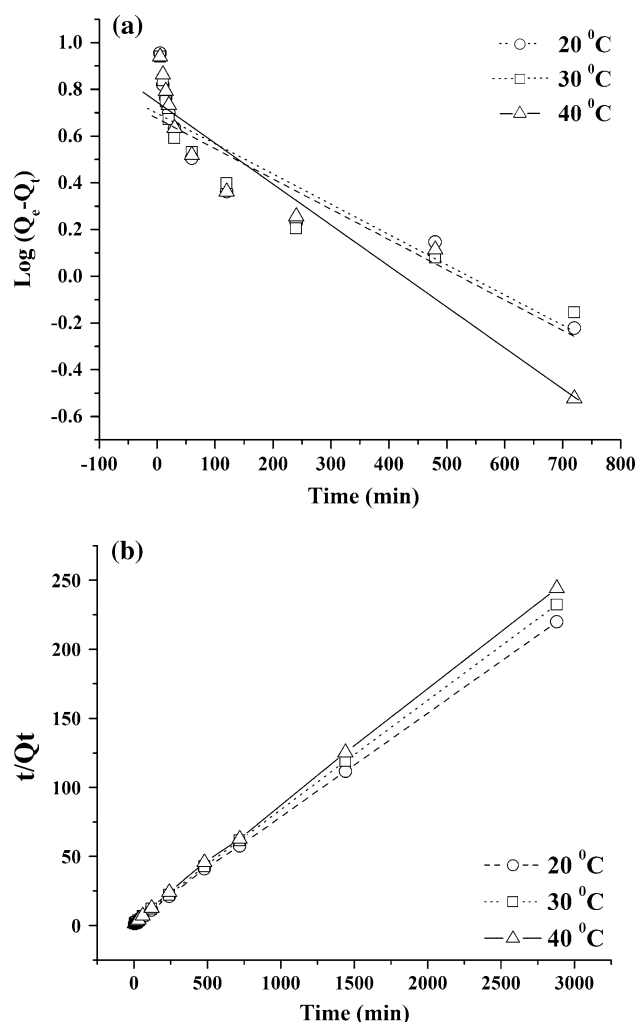 (a)
1.0
0.8
0.6
0.4
0.2
0.0
-0.2
-0.4
-0.6
Log (Qe-Qt)
20 ⁰C
30 ⁰C
40 ⁰C
-100 0 100 200 300 400 500 600 700 800
Time (min)
(b)
250
200
150
100
50
0
t/Qt
20 ⁰C
30 ⁰C
40 ⁰C
0 500 1000 1500 2000 2500 3000
Time (min)